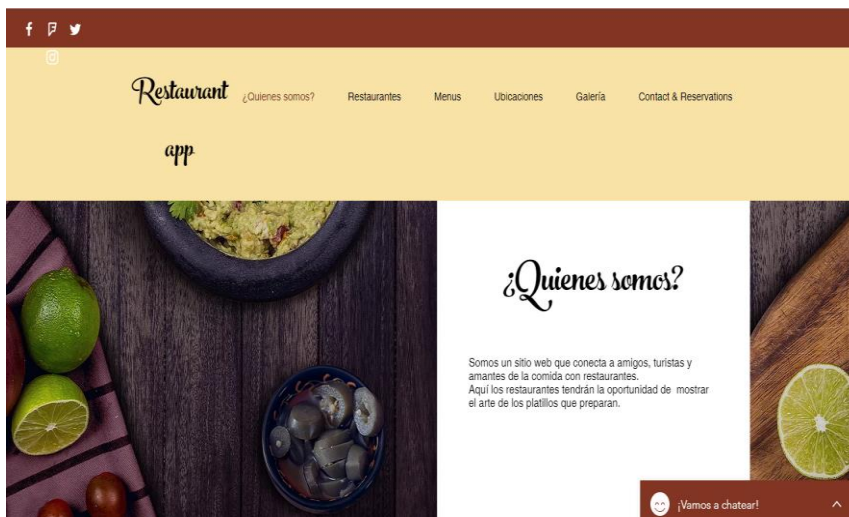 Restaurant
app
¿Quienes somos?
Restaurantes
Menus
Ubicaciones
Galería
Contact & Reservations
¿Quienes somos?
Somos un sitio web que conecta a amigos, turistas y
amantes de la comida con restaurantes.
Aquí los restaurantes tendrán la oportunidad de mostrar
el arte de los platillos que preparan.
¡Vamos a chatear!